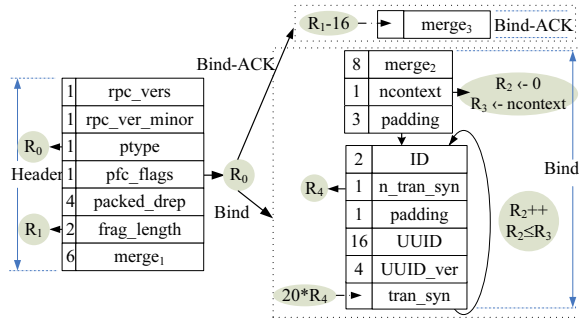 R1-16
merge3
Bind-ACK
Bind-ACK
Header
1 rpc_vers
1 rpc_ver_minor
1 ptype
1 pfc_flags
4 packed_drep
2 frag_length
6 merge1
R0
R1
R0
Bind
8 merge2
1 ncontext
3 padding
R2 <- 0
R3 <- ncontext
2 ID
1 n_tran_syn
1 padding
16 UUID
4 UUID_ver
tran_syn
R4
20*R4
R2++
R2≤R3
Bind